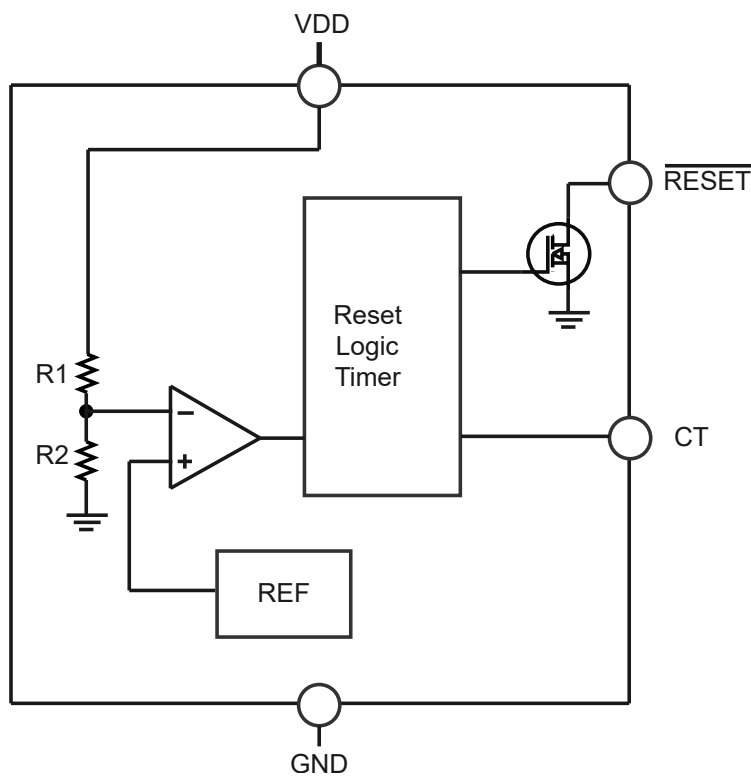 VDD
RESET
Reset
Logic
Timer
R1
−
R2
CT
+
REF
GND